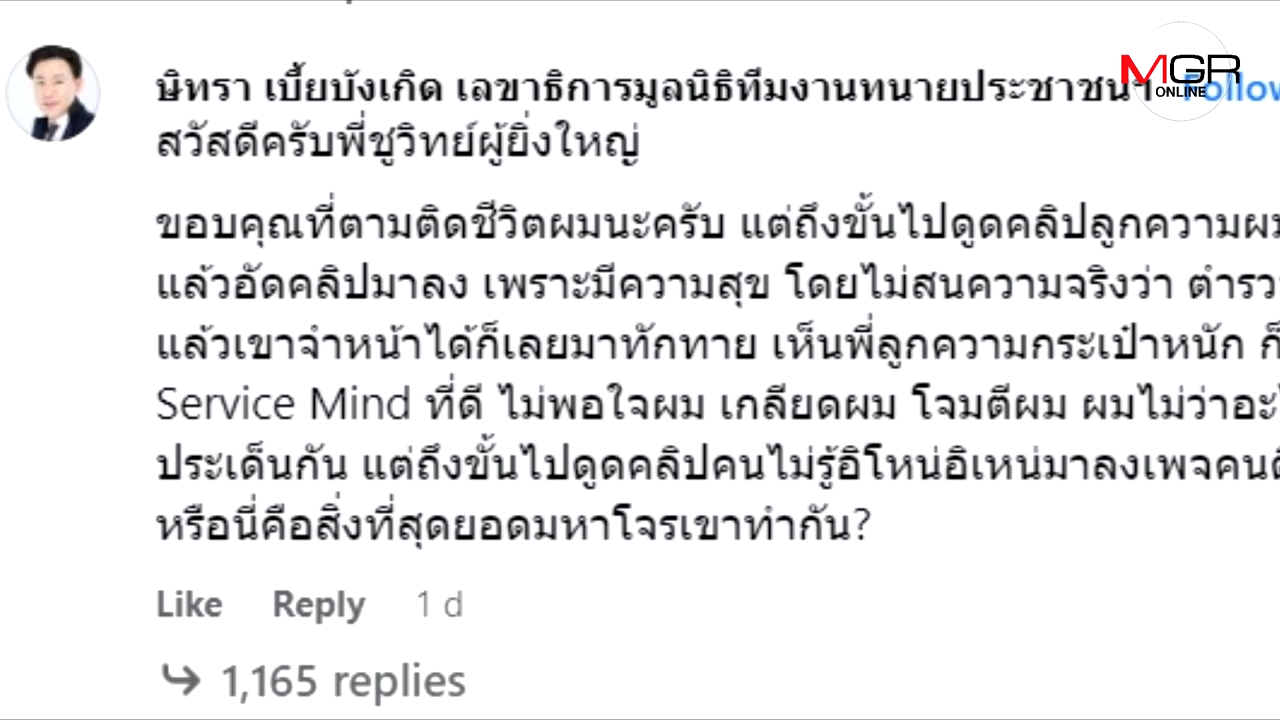 ษิทรา เบี้ยบังเกิด เลขาธิการมูลนิธิทีมงานทนายประชาชนฯ Follow
MGR
ONLINE
สวัสดีครับพี่ชูวิทย์ผู้ยิ่งใหญ่
ขอบคุณที่ตามติดชีวิตผมนะครับ แต่ถึงขั้นไปดูดคลิปลูกความผม
แล้วอัดคลิปมาลง เพราะมีความสุข โดยไม่สนความจริงว่า
แล้วเขาจำหน้าได้ก็เลยมาทักทาย เห็นพี่ลูกความกระเป๋าหนัก ก็
Service Mind ที่ดี ไม่พอใจผม เกลียดผม โจมตีผม ผมไม่ว่า
ประเด็นกัน แต่ถึงขั้นไปดูดคลิปคนไม่รู้อิโหน่อิเหน่มาลงเพจ
หรือนี่คือสิ่งที่สุดยอดมหาโจรเขาทำกัน?
Like Reply 1 d
1,165 replies